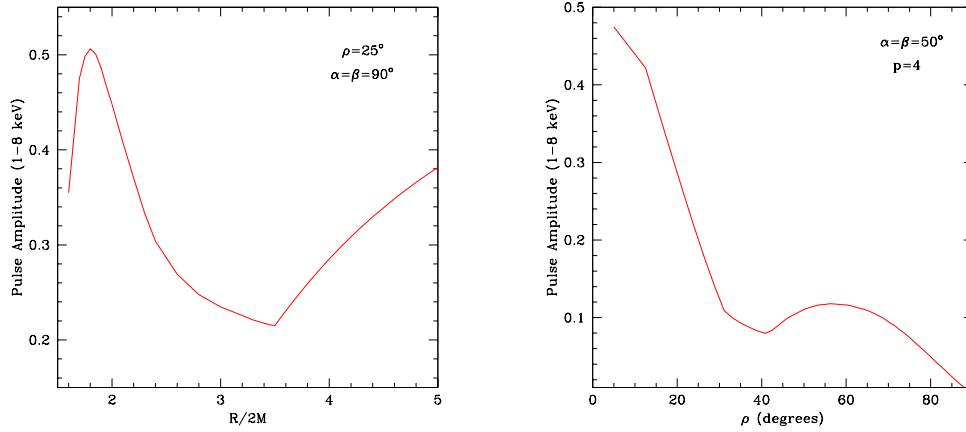 0.5
0.4
0.3
0.2
Pulse Amplitude (1−8 keV)
ρ=25°
α=β=90°
2
3
4
5
R/2M
0.5
0.4
0.3
0.2
0.1
Pulse Amplitude (1−8 keV)
α=β=50°
p=4
0
20
40
60
80
ρ (degrees)